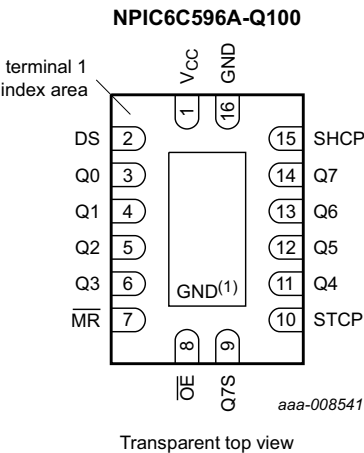 NPIC6C596A-Q100
terminal 1
index area
VCC
GND
1
16
DS 2
15 SHCP
Q0 3
14 Q7
Q1 4
13 Q6
Q2 5
12 Q5
Q3 6
11 Q4
GND(1)
M̅R̅ 7
10 STCP
8
9
O̅E̅
Q7S
aaa-008541
Transparent top view